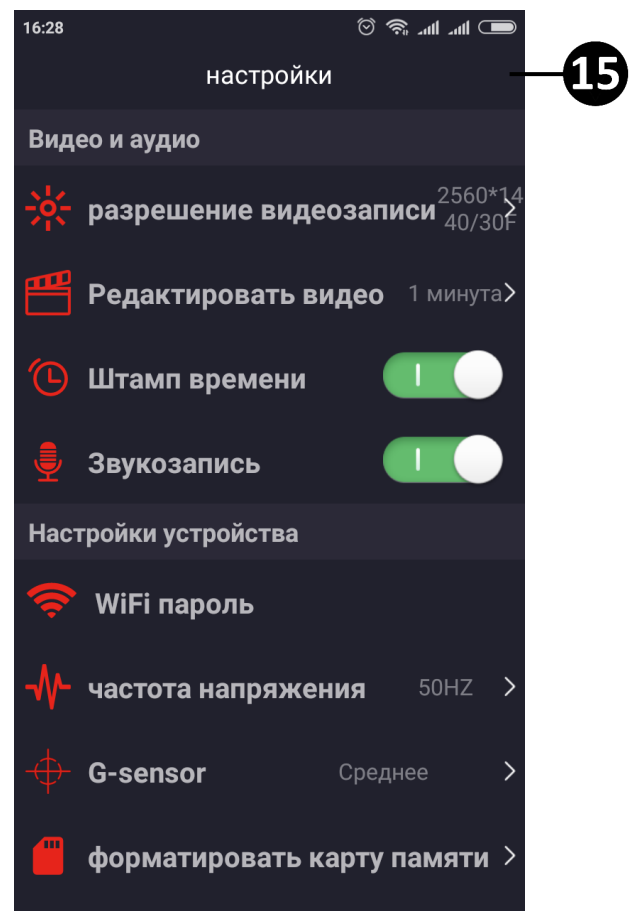 16:28
настройки
15
Видео и аудио
разрешение видеозаписи 2560*14
40/30F
Редактировать видео 1 минута
Штамп времени
Звукозапись
Настройки устройства
WiFi пароль
частота напряжения 50HZ
G-sensor Среднее
форматировать карту памяти